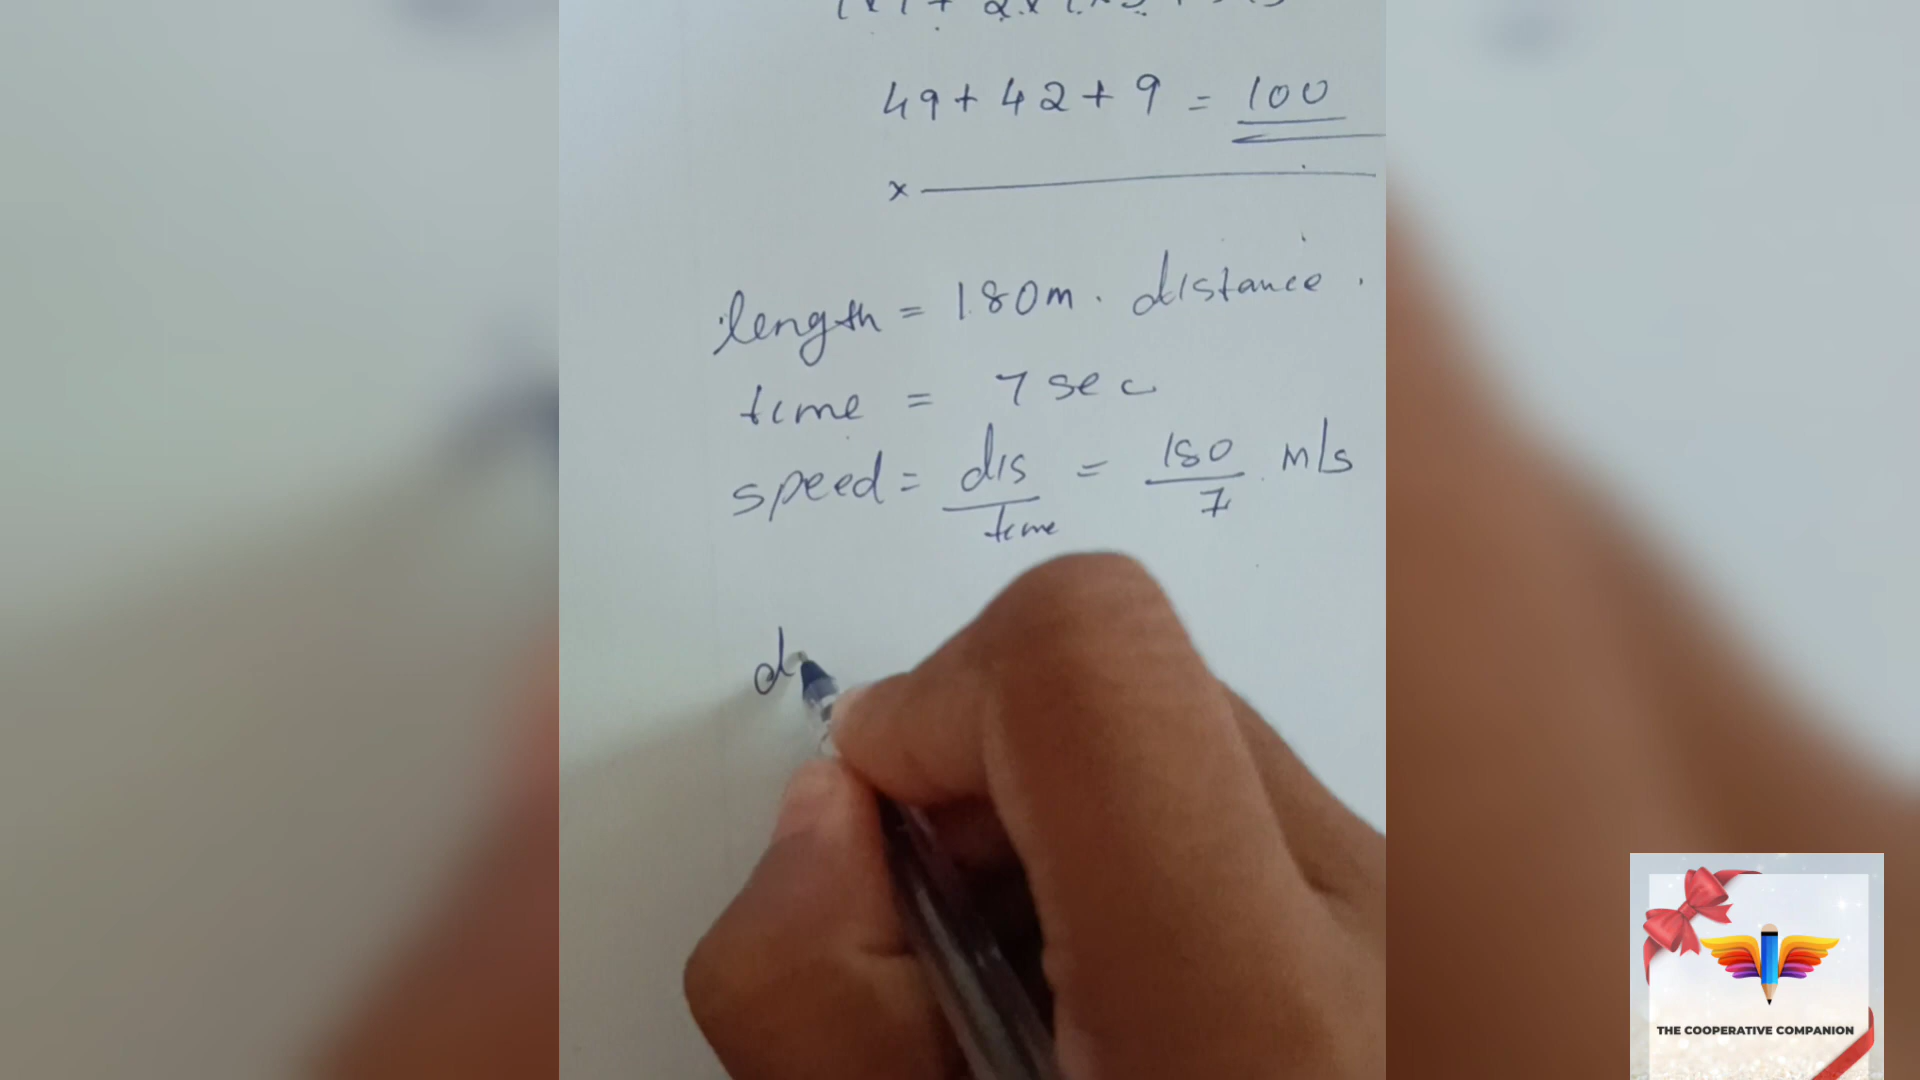 49 + 42 + 9 = 100
x
length = 180m. distance.
time = 7 sec
speed = dis/time = 180/7 m/s
d
THE COOPERATIVE COMPANION